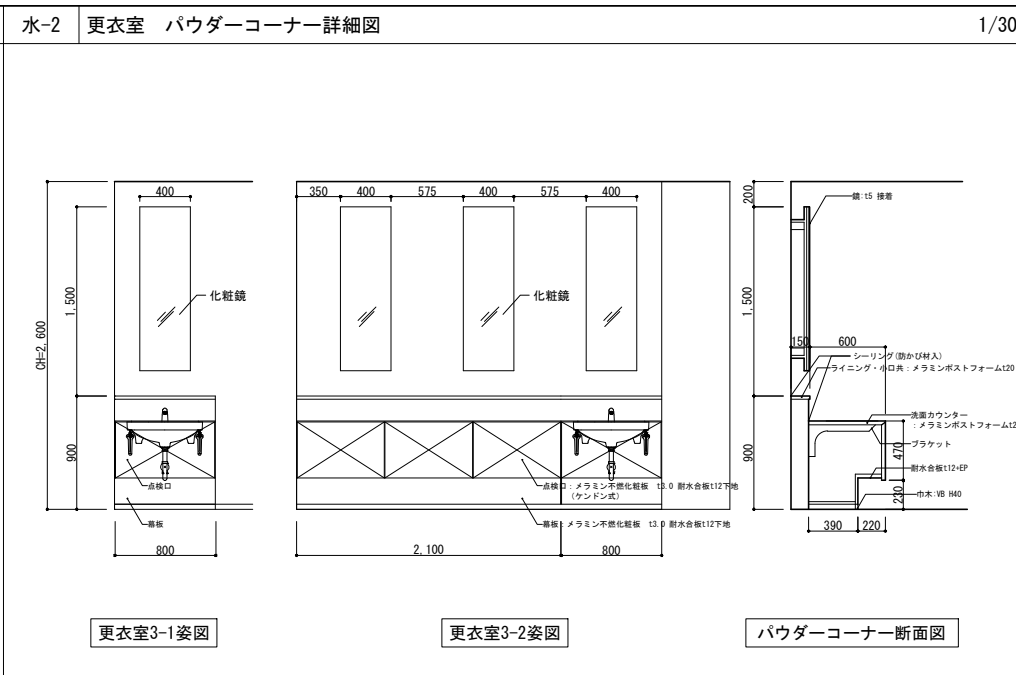 水-2 更衣室 パウダーコーナー詳細図 1/30
400
化粧鏡
CH=2,600
1,500
900
点検口
幕板
800
更衣室3-1姿図
350 400 575 400 575 400
化粧鏡
点検口：メラミン不燃化粧板 t3.0 耐水合板t12下地
(ケンドン式)
幕板：メラミン不燃化粧板 t3.0 耐水合板t12下地
2,100 800
更衣室3-2姿図
200
1,500
900
鏡:t5 接着
150 600
シーリング(防かび材入)
ライニング・小口共：メラミンポストフォームt20
洗面カウンター
：メラミンポストフォームt2
ブラケット
470
耐水合板t12+EP
230
巾木:VB H40
390 220
パウダーコーナー断面図